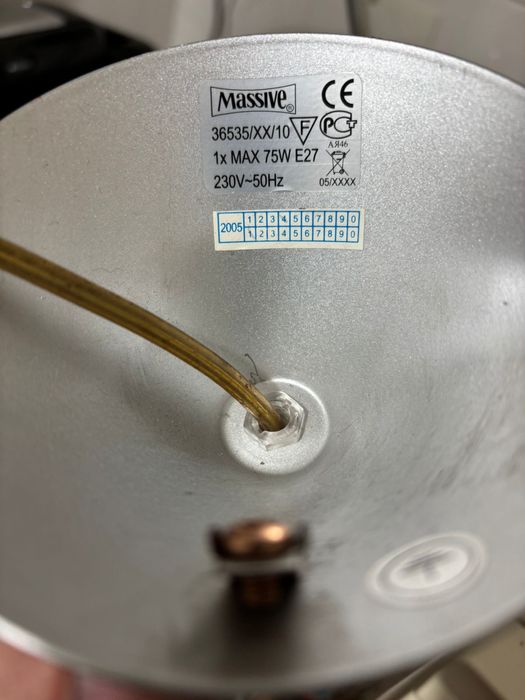 Massive® CE
36535/XX/10 F PC
АЯ46
1x MAX 75W E27
230V~50Hz 05/XXXX
2005 1 2 3 4 5 6 7 8 9 0
1 2 3 4 5 6 7 8 9 0